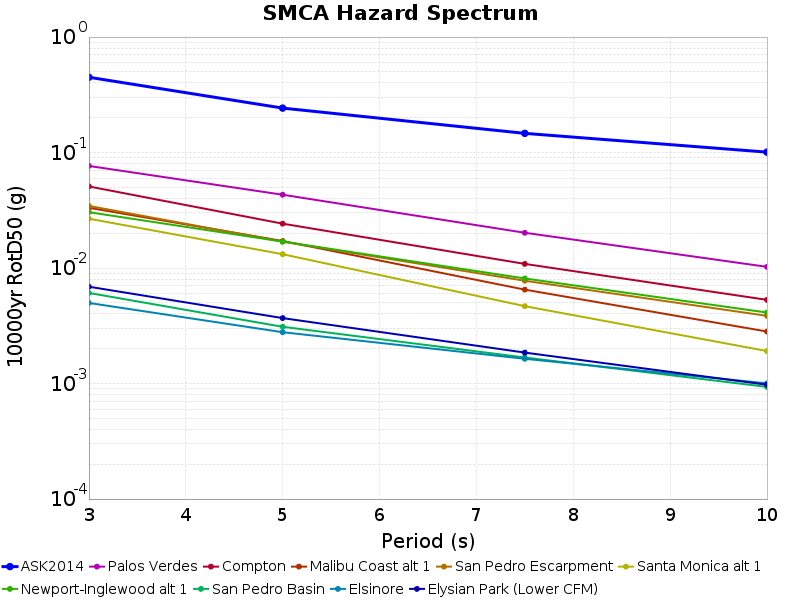 SMCA Hazard Spectrum
10^0
10^-1
10^-2
10^-3
10^-4
10000yr RotD50 (g)
3 4 5 6 7 8 9 10
Period (s)
ASK2014 Palos Verdes Compton Malibu Coast alt 1 San Pedro Escarpment Santa Monica alt 1
Newport-Inglewood alt 1 San Pedro Basin Elsinore Elysian Park (Lower CFM)